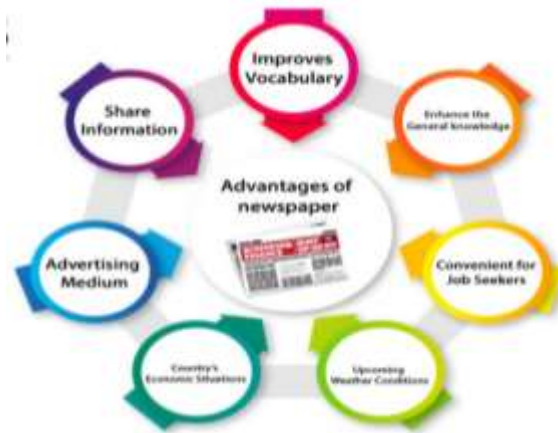 Improves
Vocabulary
Enhance the
General knowledge
Convenient for
Job Seekers
Upcoming
Weather Conditions
Country's
Economic Situations
Advertising
Medium
Share
Information
Advantages of
newspaper